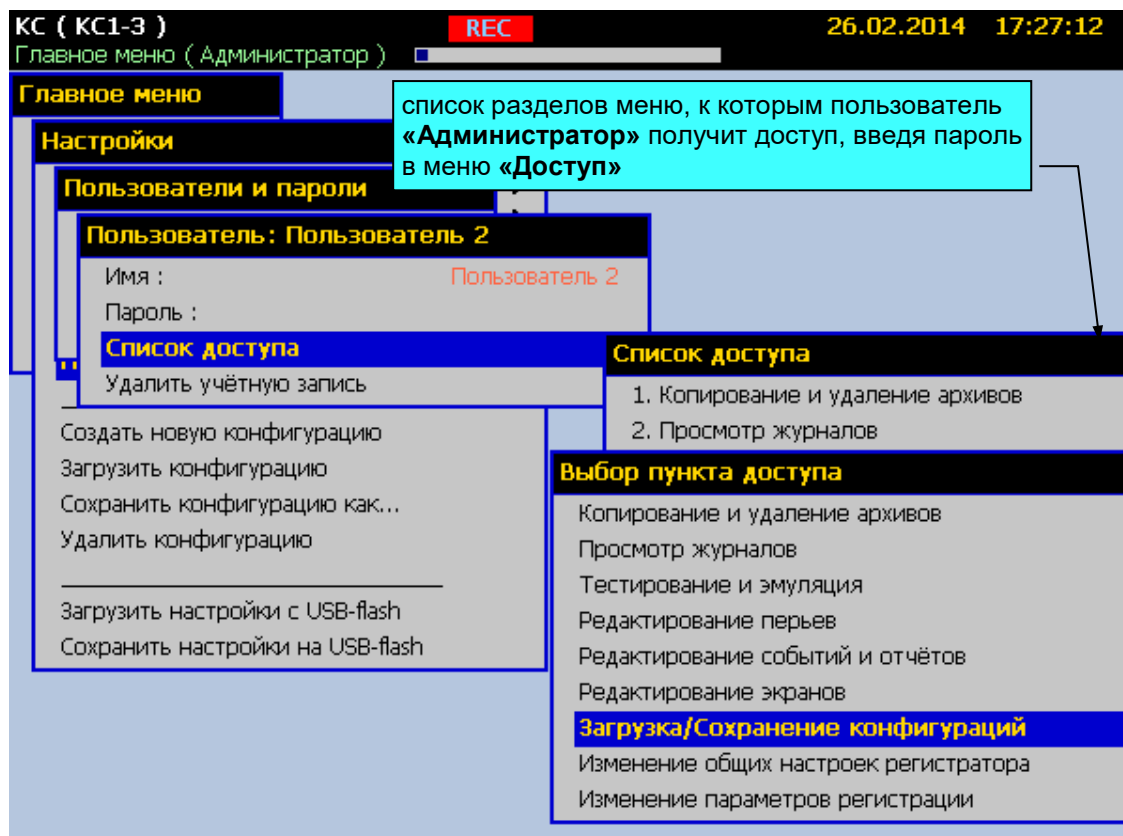 КС ( КС1-3 ) REC 26.02.2014 17:27:12
Главное меню ( Администратор )
Главное меню
список разделов меню, к которым пользователь
«Администратор» получит доступ, введя пароль
в меню «Доступ»
Настройки
Пользователи и пароли
Пользователь: Пользователь 2
Имя : Пользователь 2
Пароль :
Список доступа
Удалить учётную запись
Список доступа
1. Копирование и удаление архивов
2. Просмотр журналов
Создать новую конфигурацию
Загрузить конфигурацию
Сохранить конфигурацию как...
Удалить конфигурацию
Загрузить настройки с USB-flash
Сохранить настройки на USB-flash
Выбор пункта доступа
Копирование и удаление архивов
Просмотр журналов
Тестирование и эмуляция
Редактирование перьев
Редактирование событий и отчётов
Редактирование экранов
Загрузка/Сохранение конфигураций
Изменение общих настроек регистратора
Изменение параметров регистрации